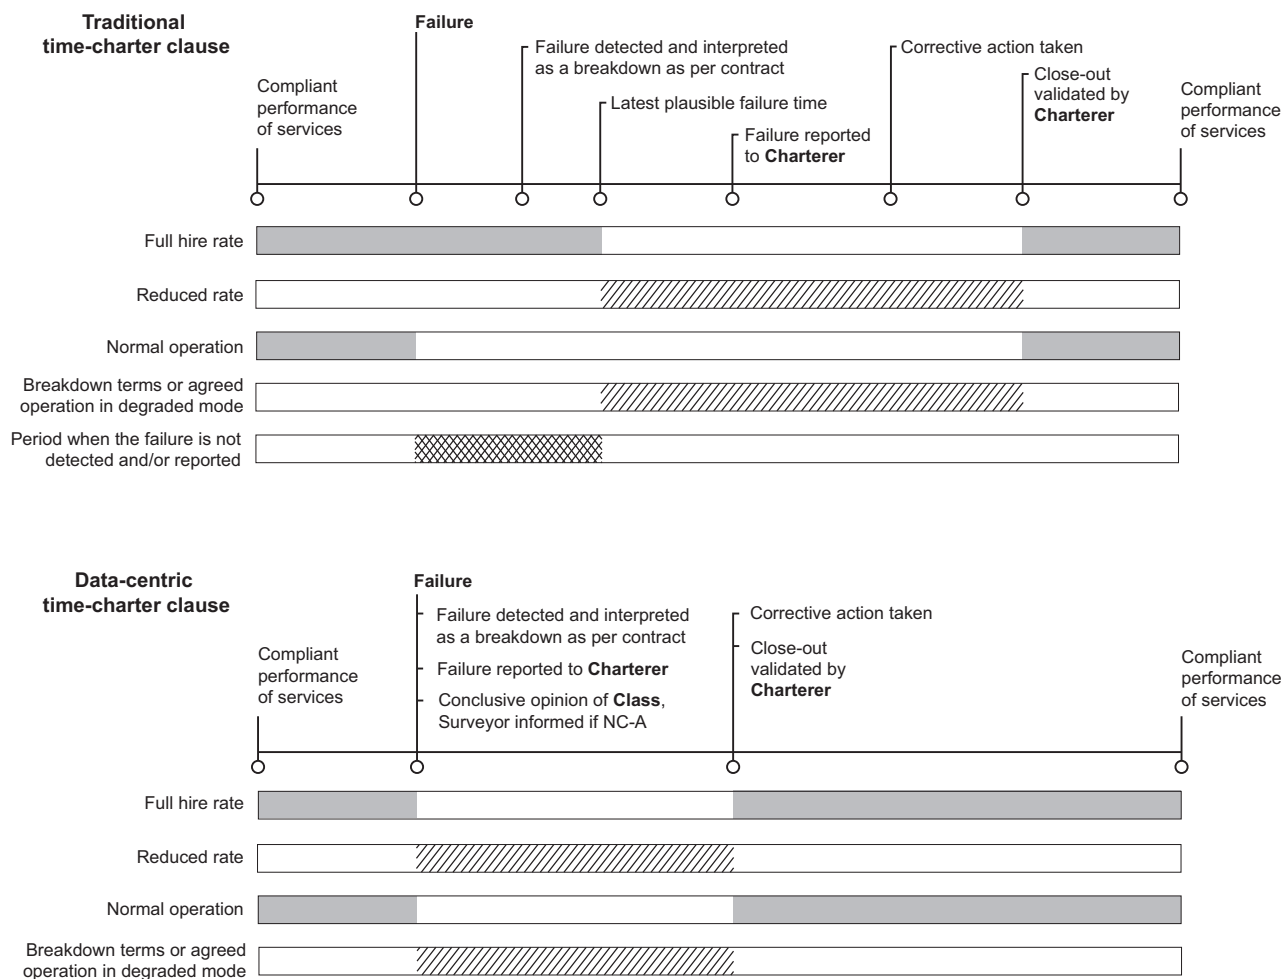 Traditional
time-charter clause
Failure
Failure detected and interpreted
as a breakdown as per contract
Corrective action taken
Close-out
validated by
Charterer
Compliant
performance
of services
Latest plausible failure time
Compliant
performance
of services
Failure reported
to Charterer
Full hire rate
Reduced rate
Normal operation
Breakdown terms or agreed
operation in degraded mode
Period when the failure is not
detected and/or reported
Data-centric
time-charter clause
Failure
Failure detected and interpreted
as a breakdown as per contract
Corrective action taken
Compliant
performance
of services
Failure reported to Charterer
Close-out
validated by
Charterer
Compliant
performance
of services
Conclusive opinion of Class,
Surveyor informed if NC-A
Full hire rate
Reduced rate
Normal operation
Breakdown terms or agreed
operation in degraded mode